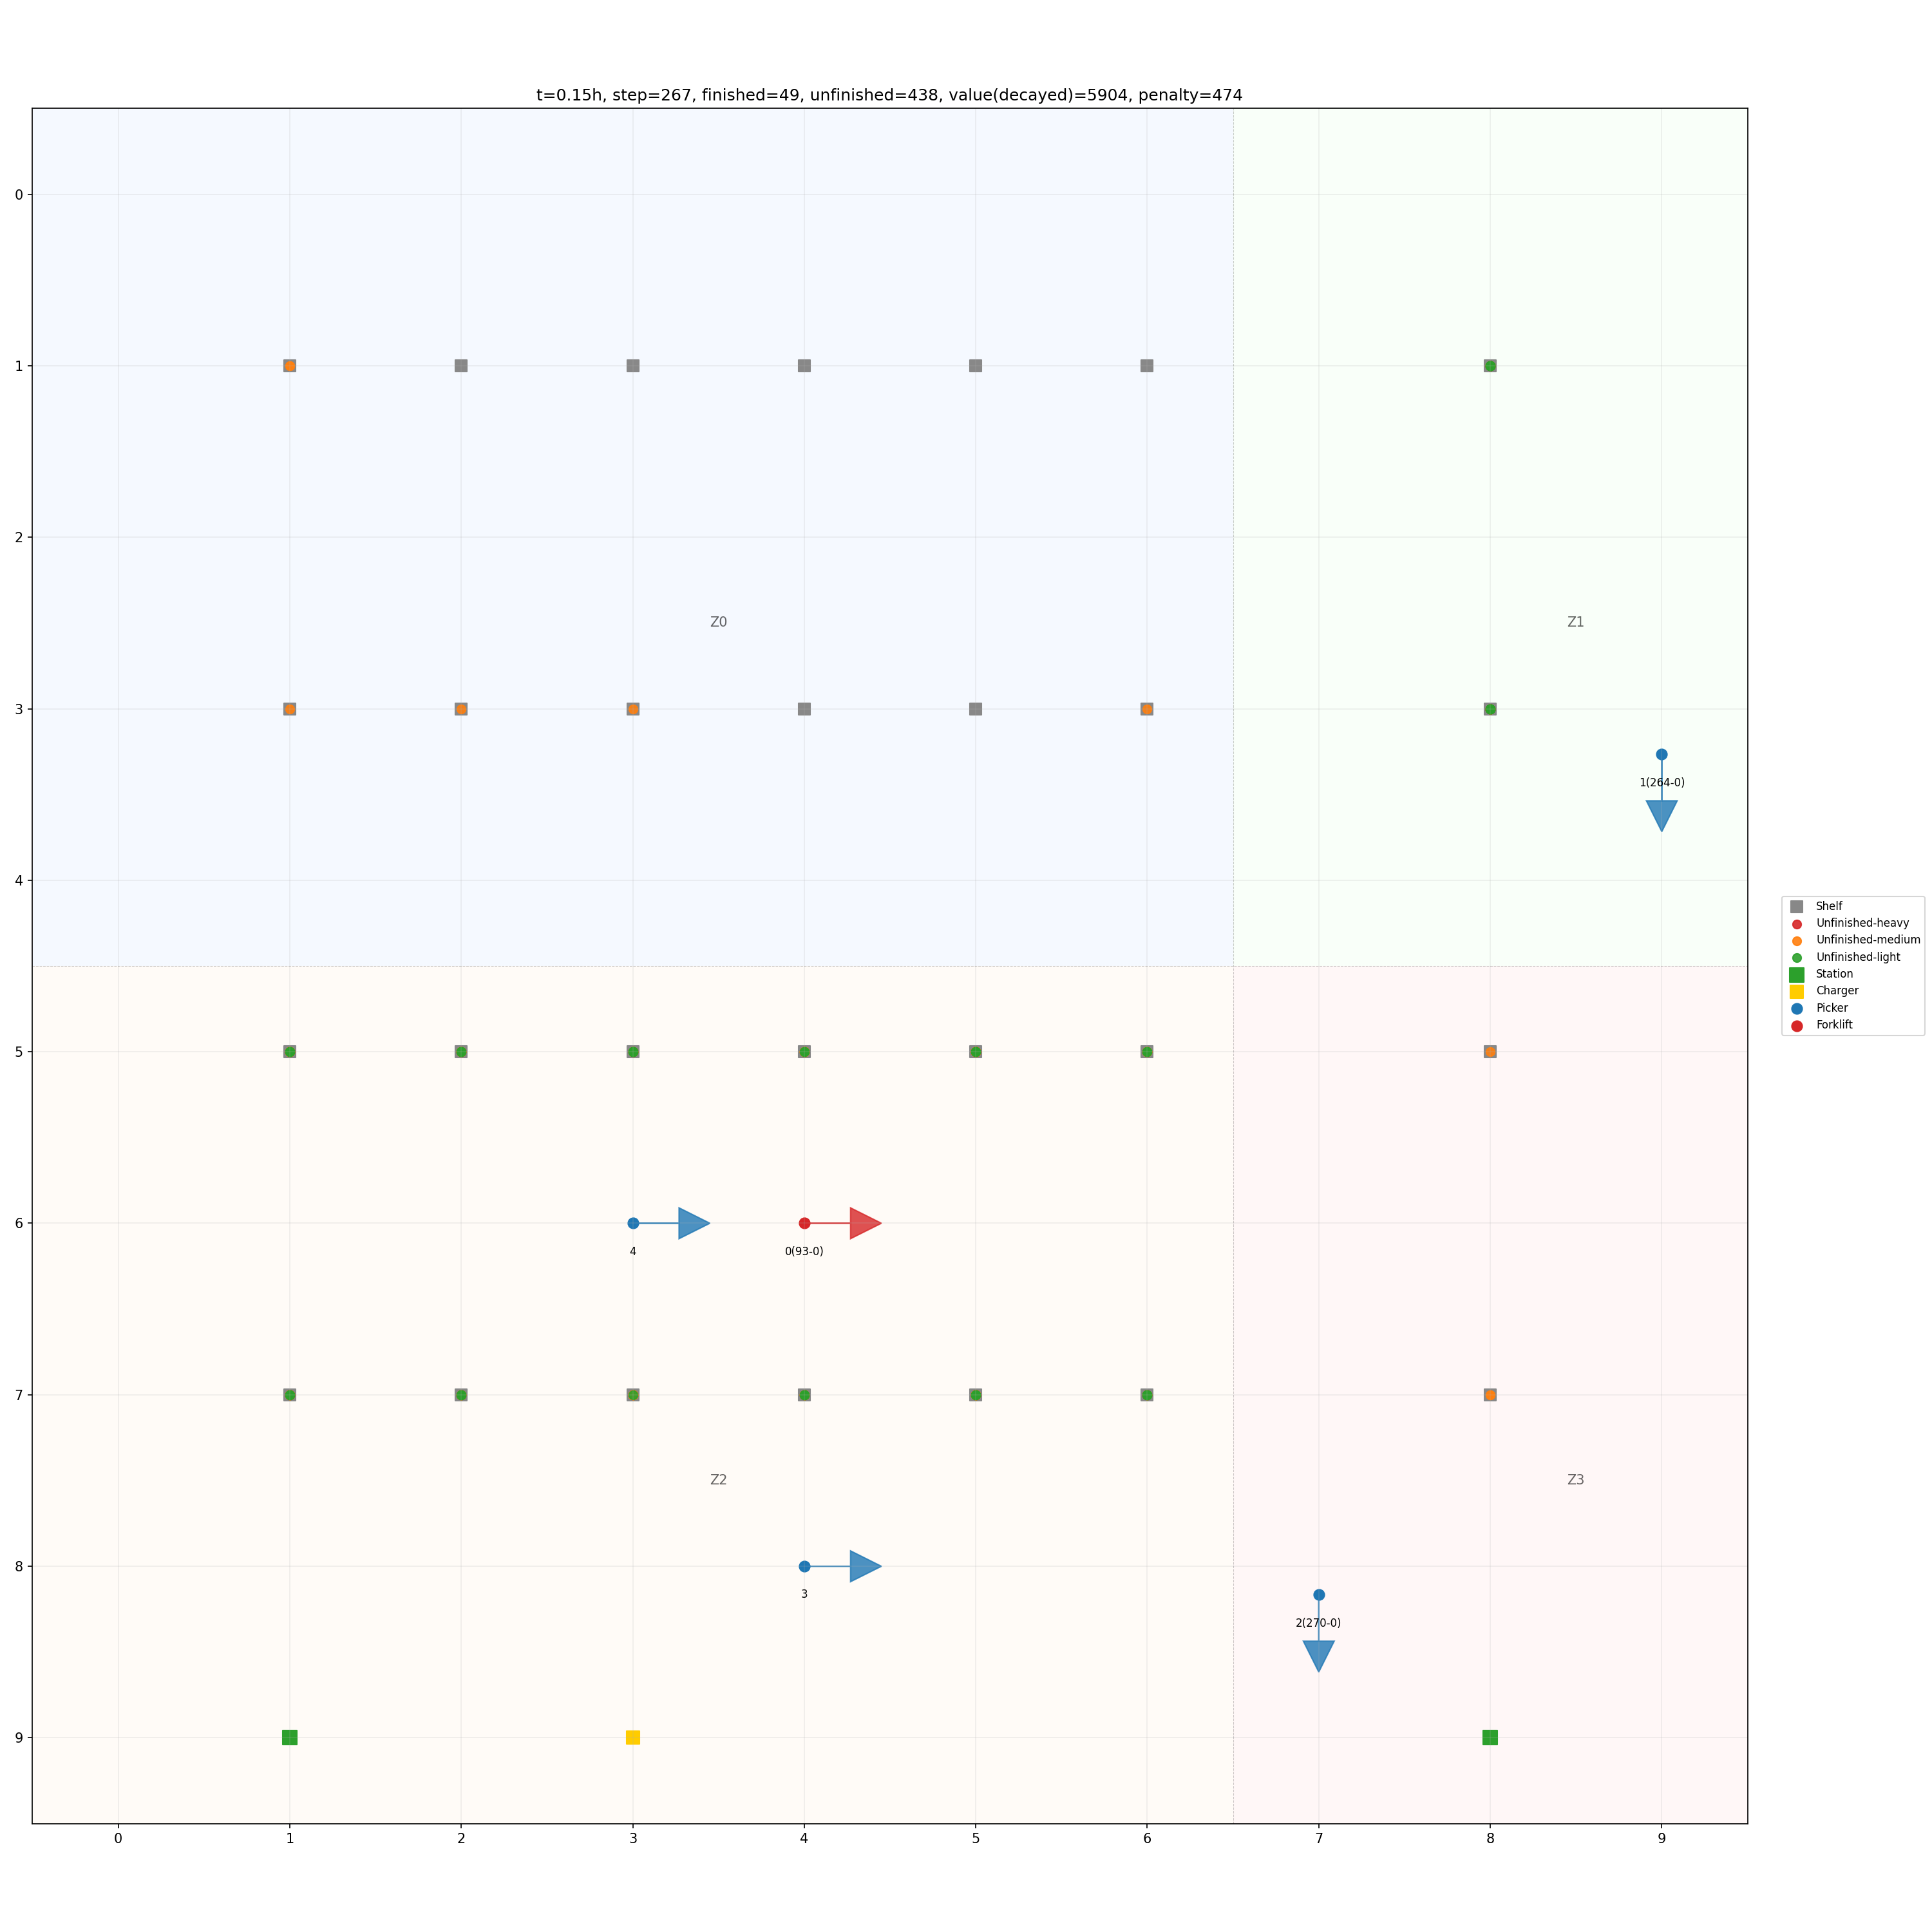 t=0.15h, step=267, finished=49, unfinished=438, value(decayed)=5904, penalty=474
0
1
2
Z0
Z1
3
1(264-0)
4
Shelf
Unfinished-heavy
Unfinished-medium
Unfinished-light
Station
Charger
Picker
Forklift
5
6
4
0(93-0)
7
Z2
Z3
8
3
2(270-0)
9
0 1 2 3 4 5 6 7 8 9